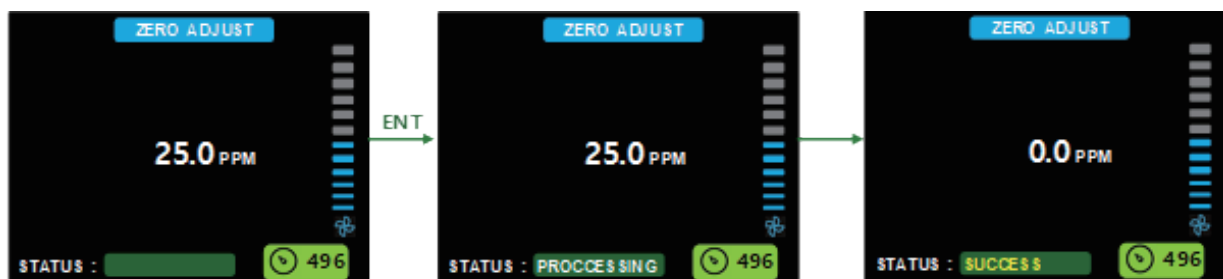 ZERO ADJUST
25.0 PPM
STATUS :
496
ENT
ZERO ADJUST
25.0 PPM
STATUS : PROCCESSING
496
ZERO ADJUST
0.0 PPM
STATUS : SUCCESS
496